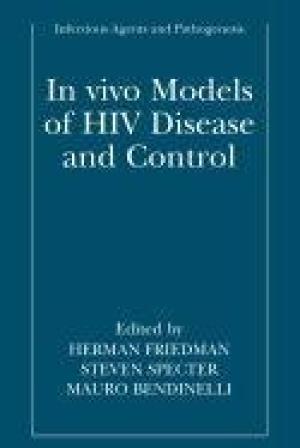 Infectious Agents and Pathogenesis
In vivo Models
of HIV Disease
and Control
Edited by
HERMAN FRIEDMAN
STEVEN SPECTER
MAURO BENDINELLI